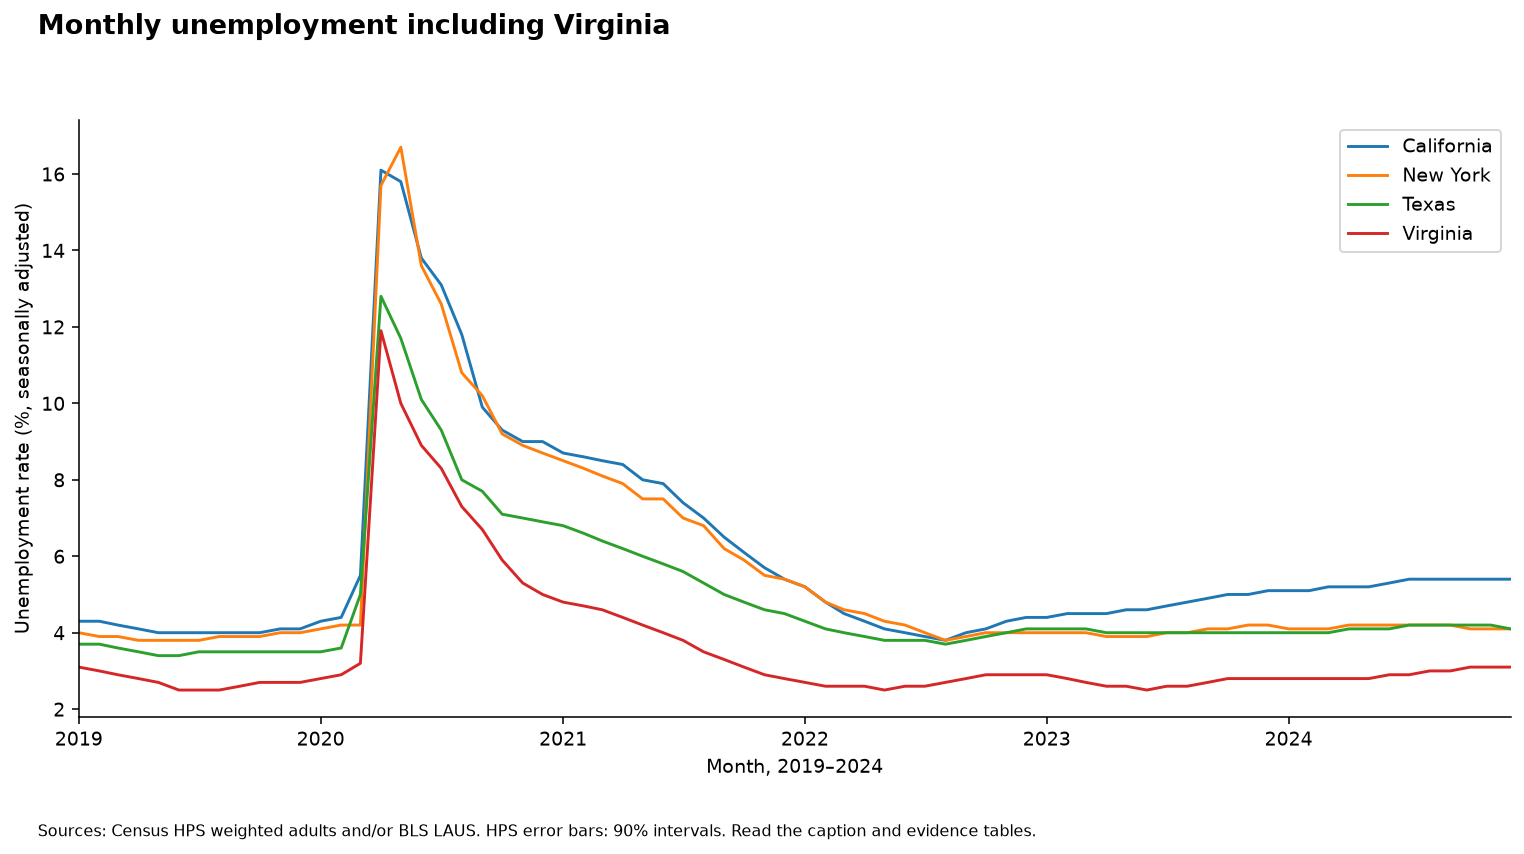 Monthly unemployment including Virginia
Unemployment rate (%, seasonally adjusted)
16
14
12
10
8
6
4
2
California
New York
Texas
Virginia
2019
2020
2021
2022
2023
2024
Month, 2019–2024
Sources: Census HPS weighted adults and/or BLS LAUS. HPS error bars: 90% intervals. Read the caption and evidence tables.